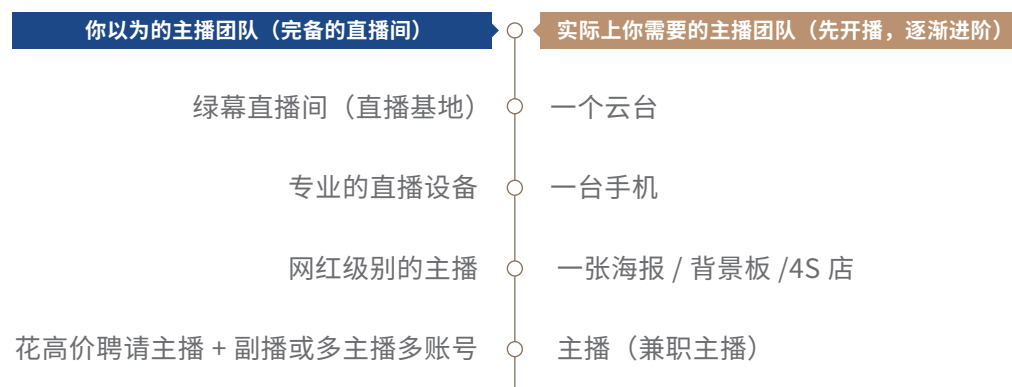 你以为的主播团队（完备的直播间）
实际上你需要的主播团队（先开播，逐渐进阶）
绿幕直播间（直播基地）
一个云台
专业的直播设备
一台手机
网红级别的主播
一张海报 / 背景板 /4S 店
花高价聘请主播 + 副播或多主播多账号
主播（兼职主播）